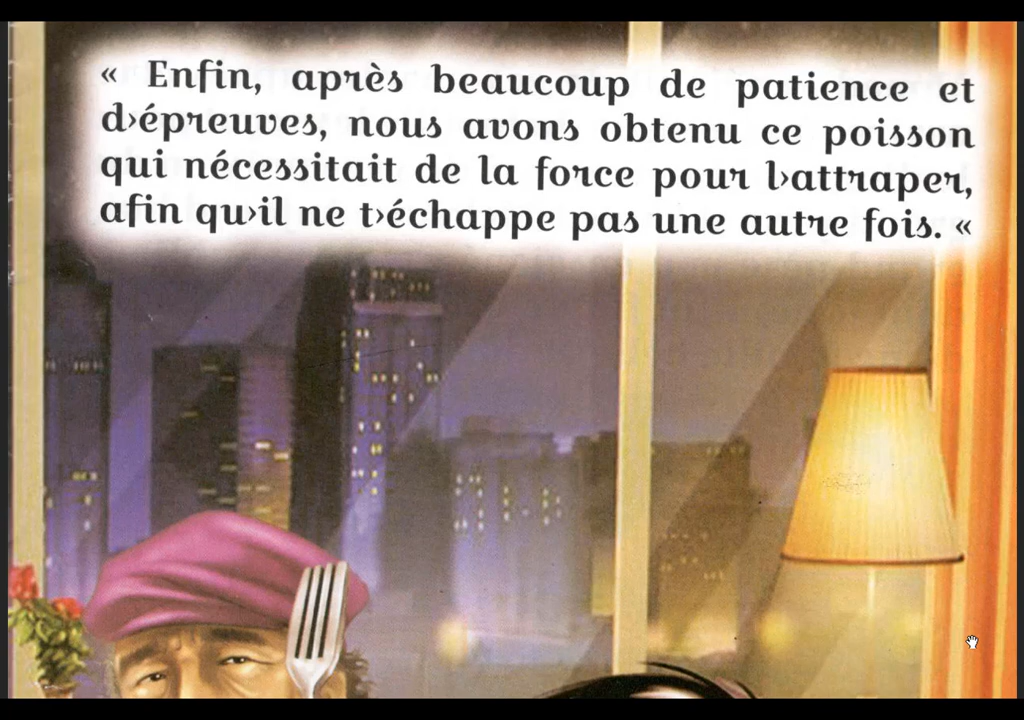 « Enfin, après beaucoup de patience et
d›épreuves, nous avons obtenu ce poisson
qui nécessitait de la force pour l›attraper,
afin qu›il ne t›échappe pas une autre fois. «